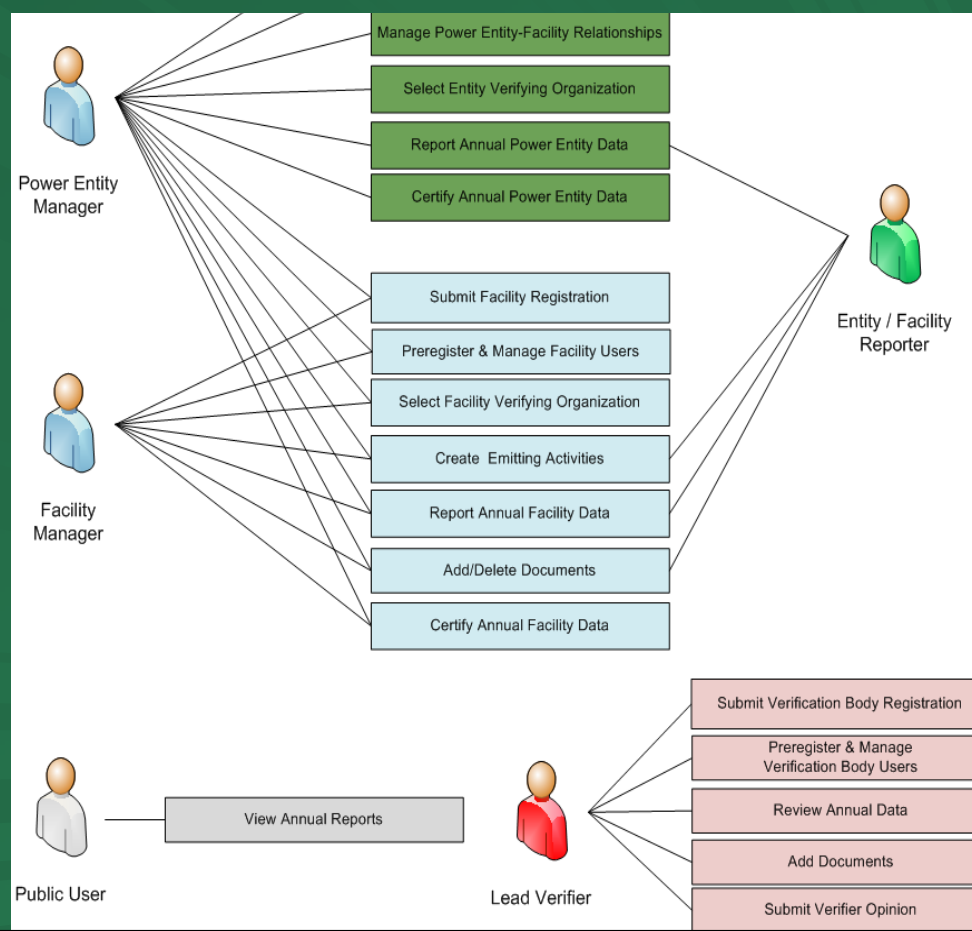 Manage Power Entity-Facility Relationships
Select Entity Verifying Organization
Report Annual Power Entity Data
Certify Annual Power Entity Data
Power Entity
Manager
Entity / Facility
Reporter
Submit Facility Registration
Preregister & Manage Facility Users
Select Facility Verifying Organization
Create Emitting Activities
Report Annual Facility Data
Add/Delete Documents
Certify Annual Facility Data
Facility
Manager
Public User
View Annual Reports
Lead Verifier
Submit Verification Body Registration
Preregister & Manage
Verification Body Users
Review Annual Data
Add Documents
Submit Verifier Opinion